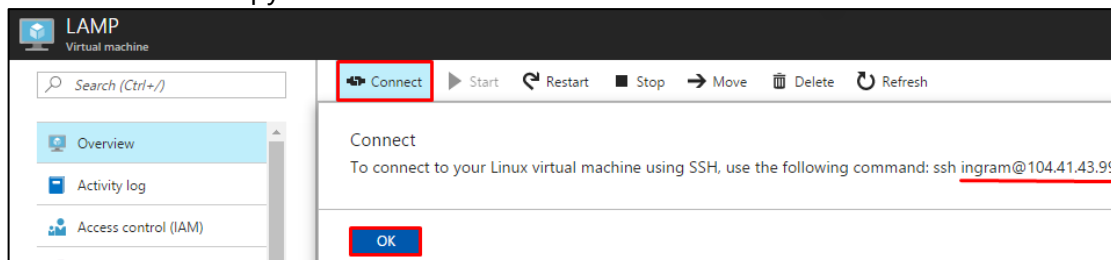 LAMP
Virtual machine
Search (Ctrl+/)
Connect Start Restart Stop Move Delete Refresh
Overview
Activity log
Access control (IAM)
Connect
To connect to your Linux virtual machine using SSH, use the following command: ssh ingram@104.41.43.99
OK